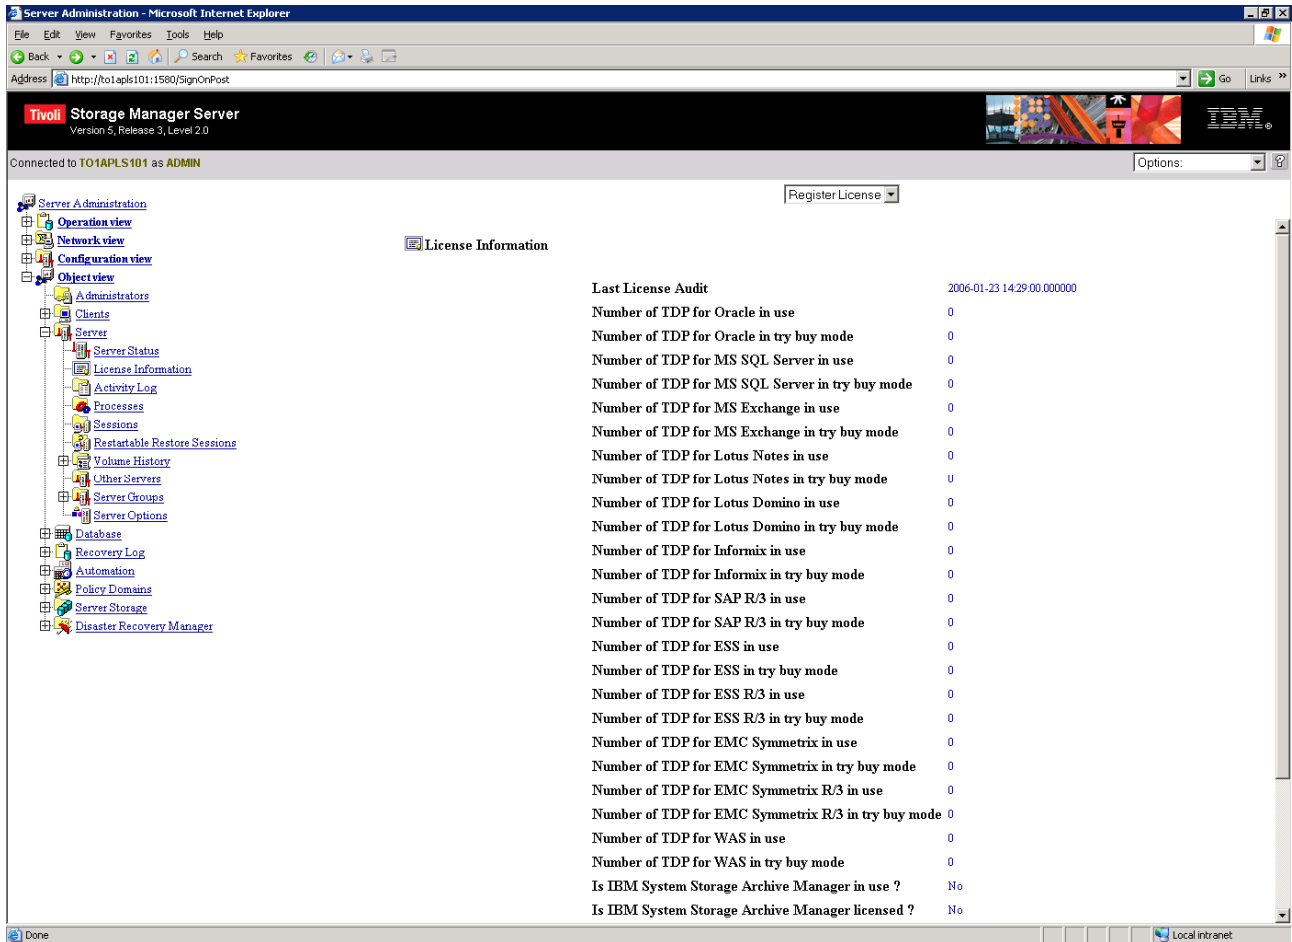 Server Administration - Microsoft Internet Explorer
File Edit View Favorites Tools Help
Back Search Favorites
Address http://to1apls101:1580/SignOnPost Go Links »
Tivoli Storage Manager Server
Version 5, Release 3, Level 2.0
IBM®
Connected to TO1APLS101 as ADMIN
Options: ?
Register License
Server Administration
Operation view
Network view
Configuration view
Object view
Administrators
Clients
Server
Server Status
License Information
Activity Log
Processes
Sessions
Restartable Restore Sessions
Volume History
Other Servers
Server Groups
Server Options
Database
Recovery Log
Automation
Policy Domains
Server Storage
Disaster Recovery Manager
License Information
Last License Audit 2006-01-23 14:29:00.000000
Number of TDP for Oracle in use 0
Number of TDP for Oracle in try buy mode 0
Number of TDP for MS SQL Server in use 0
Number of TDP for MS SQL Server in try buy mode 0
Number of TDP for MS Exchange in use 0
Number of TDP for MS Exchange in try buy mode 0
Number of TDP for Lotus Notes in use 0
Number of TDP for Lotus Notes in try buy mode 0
Number of TDP for Lotus Domino in use 0
Number of TDP for Lotus Domino in try buy mode 0
Number of TDP for Informix in use 0
Number of TDP for Informix in try buy mode 0
Number of TDP for SAP R/3 in use 0
Number of TDP for SAP R/3 in try buy mode 0
Number of TDP for ESS in use 0
Number of TDP for ESS in try buy mode 0
Number of TDP for ESS R/3 in use 0
Number of TDP for ESS R/3 in try buy mode 0
Number of TDP for EMC Symmetrix in use 0
Number of TDP for EMC Symmetrix in try buy mode 0
Number of TDP for EMC Symmetrix R/3 in use 0
Number of TDP for EMC Symmetrix R/3 in try buy mode 0
Number of TDP for WAS in use 0
Number of TDP for WAS in try buy mode 0
Is IBM System Storage Archive Manager in use ? No
Is IBM System Storage Archive Manager licensed ? No
Done Local intranet